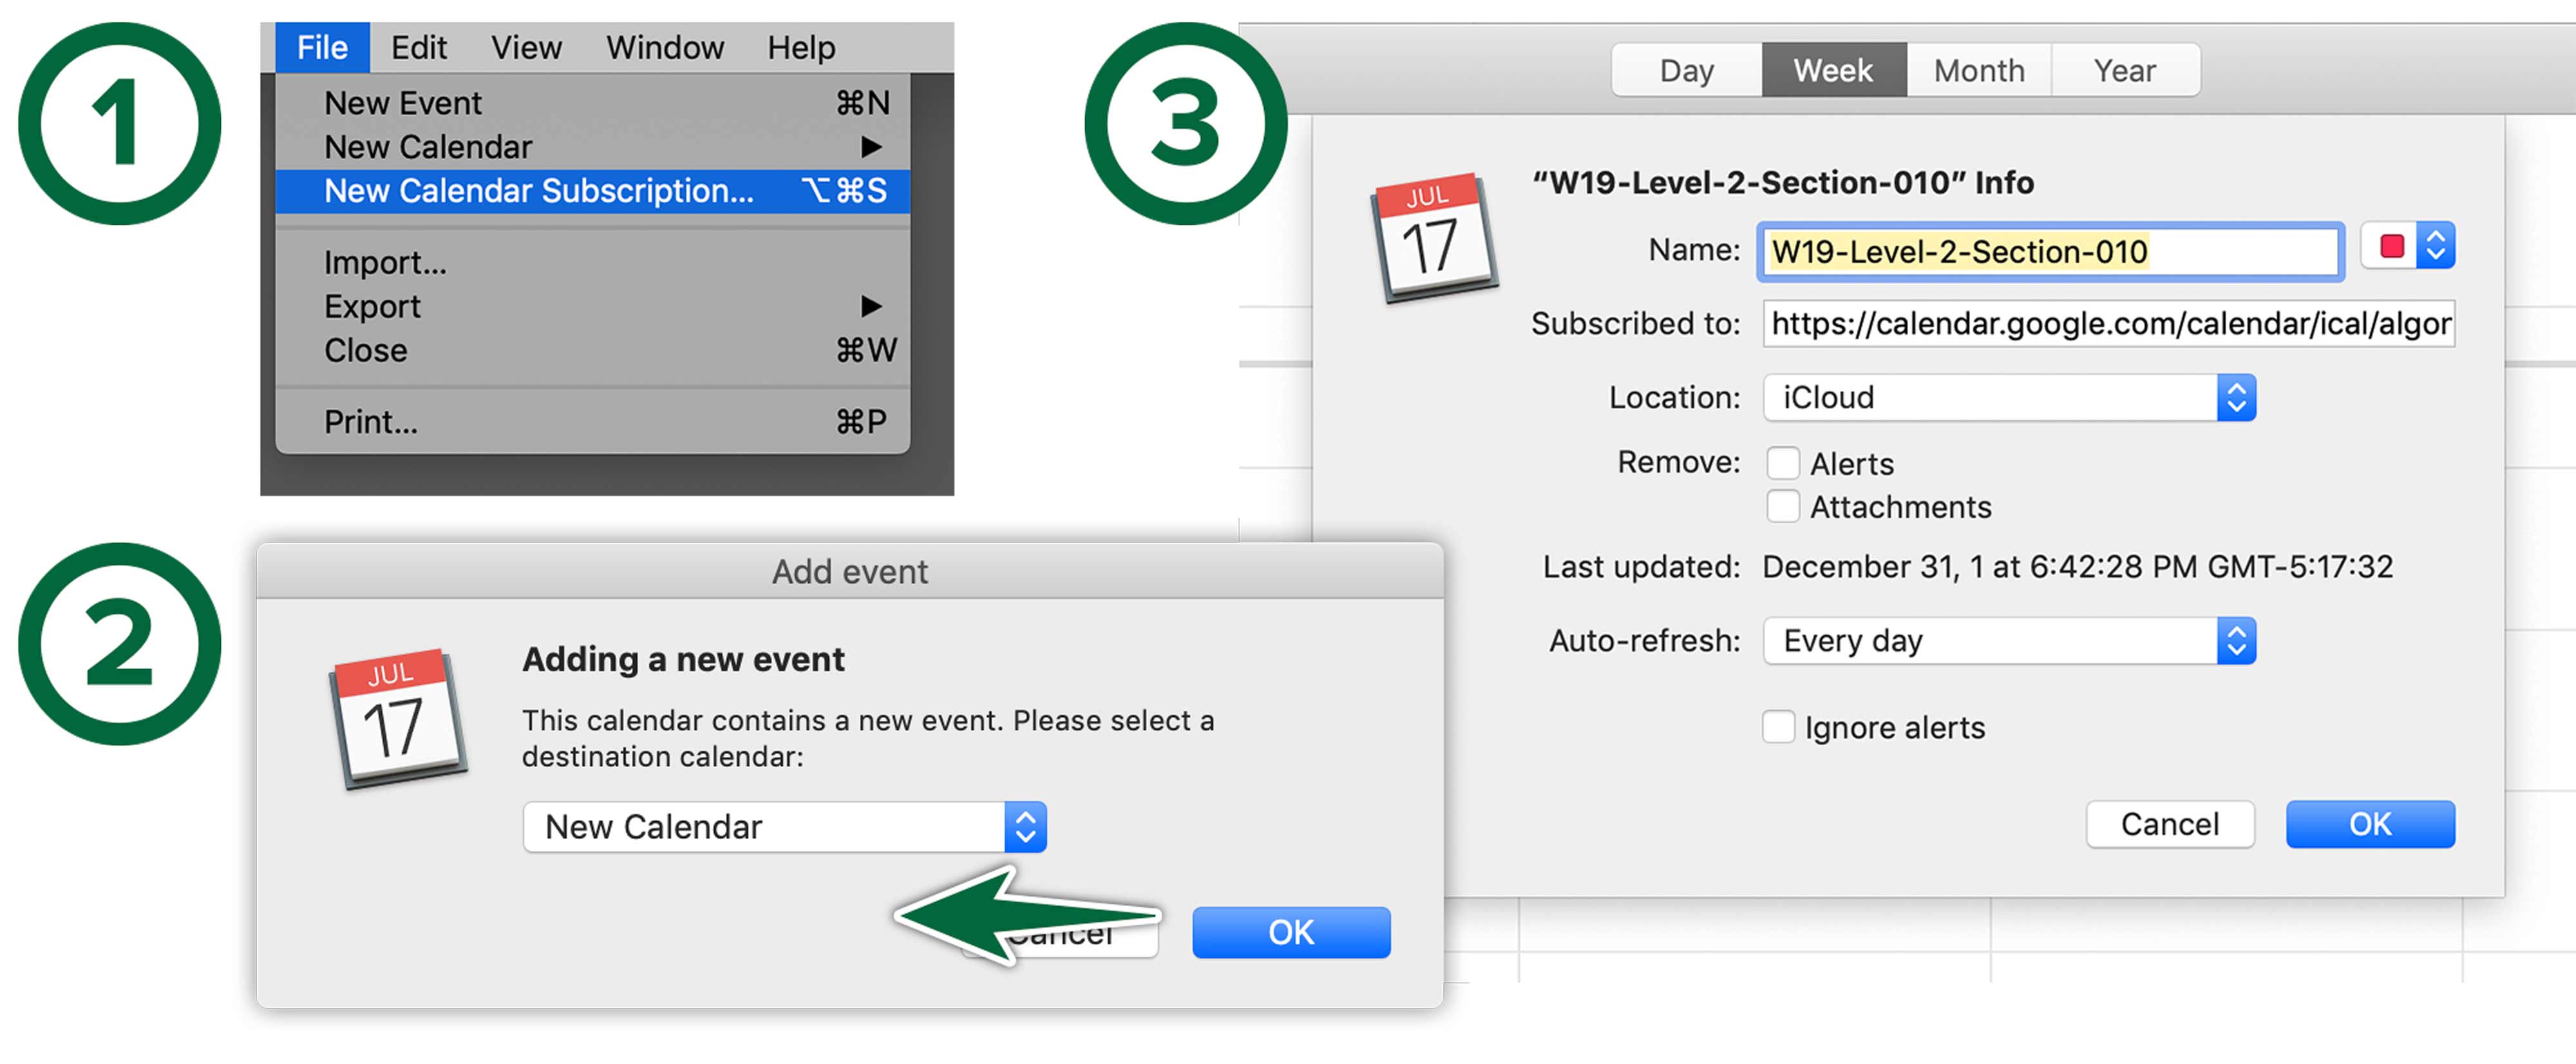 1
File Edit View Window Help
New Event ⌘N
New Calendar ▶
New Calendar Subscription... ⌥⌘S
Import...
Export ▶
Close ⌘W
Print... ⌘P
2
Add event
JUL
17
Adding a new event
This calendar contains a new event. Please select a
destination calendar:
New Calendar
Cancel OK
3
Day Week Month Year
JUL
17
“W19-Level-2-Section-010” Info
Name: W19-Level-2-Section-010
Subscribed to: https://calendar.google.com/calendar/ical/algor
Location: iCloud
Remove: Alerts
Attachments
Last updated: December 31, 1 at 6:42:28 PM GMT-5:17:32
Auto-refresh: Every day
Ignore alerts
Cancel OK